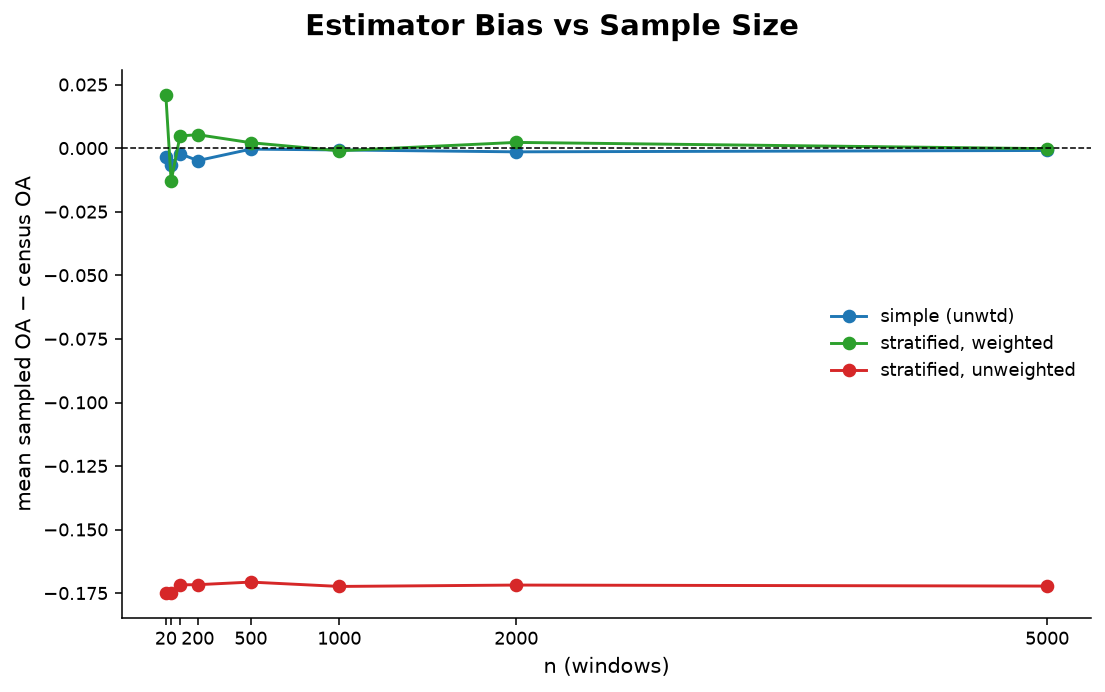 Estimator Bias vs Sample Size
0.025
0.000
−0.025
−0.050
−0.075
−0.100
−0.125
−0.150
−0.175
mean sampled OA − census OA
simple (unwtd)
stratified, weighted
stratified, unweighted
20 200 500 1000 2000 5000
n (windows)